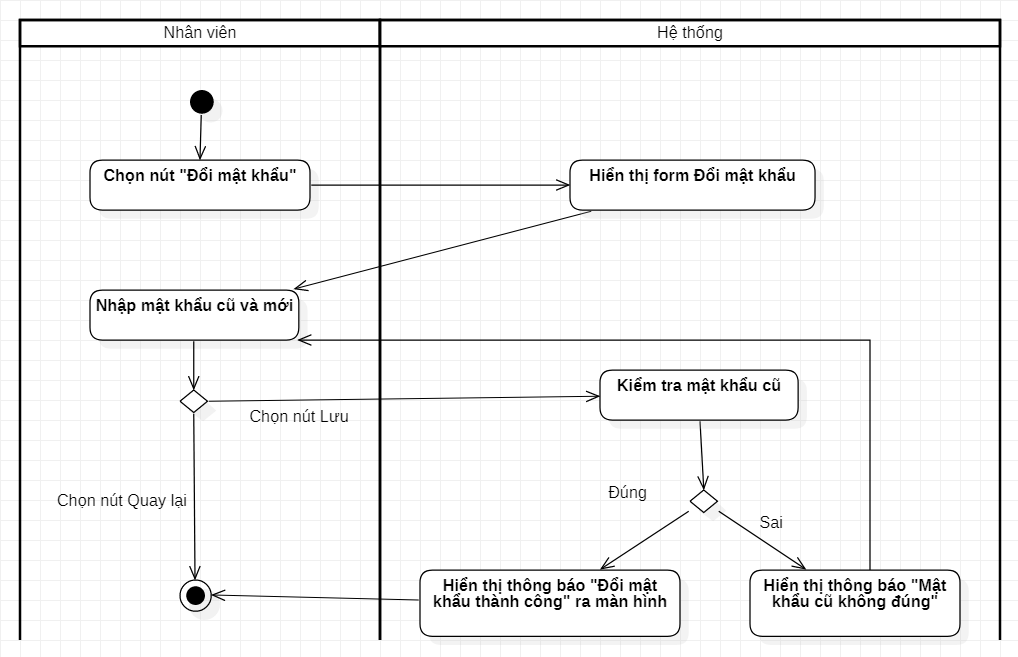 Nhân viên
Hệ thống
Chọn nút "Đổi mật khẩu"
Hiển thị form Đổi mật khẩu
Nhập mật khẩu cũ và mới
Kiểm tra mật khẩu cũ
Chọn nút Lưu
Đúng
Chọn nút Quay lại
Sai
Hiển thị thông báo "Đổi mật
khẩu thành công" ra màn hình
Hiển thị thông báo "Mật
khẩu cũ không đúng"